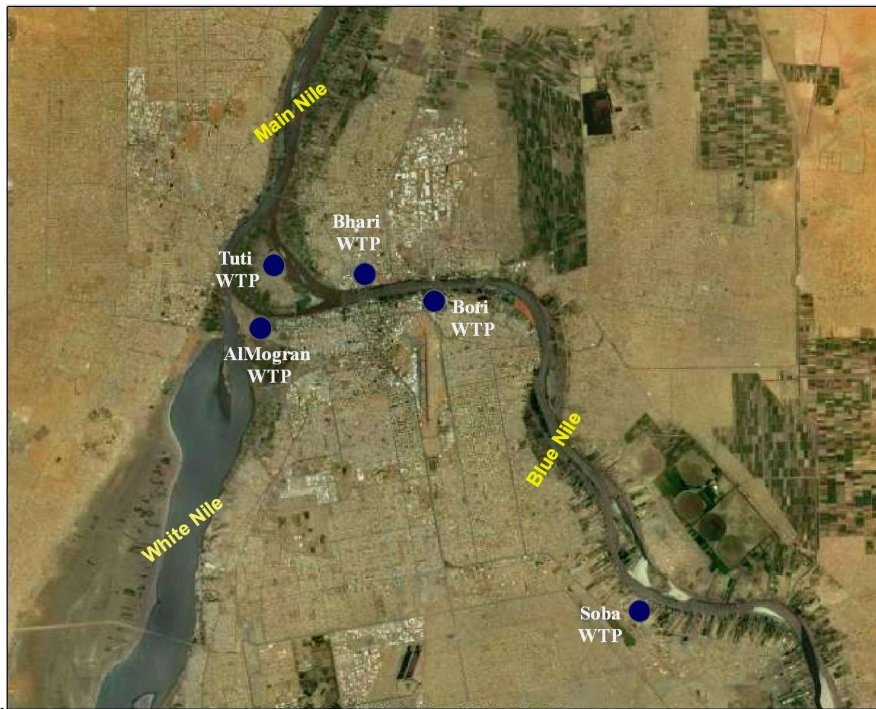 Main Nile
Bhari
WTP
Tuti
WTP
Bori
WTP
AlMogran
WTP
Blue Nile
White Nile
Soba
WTP